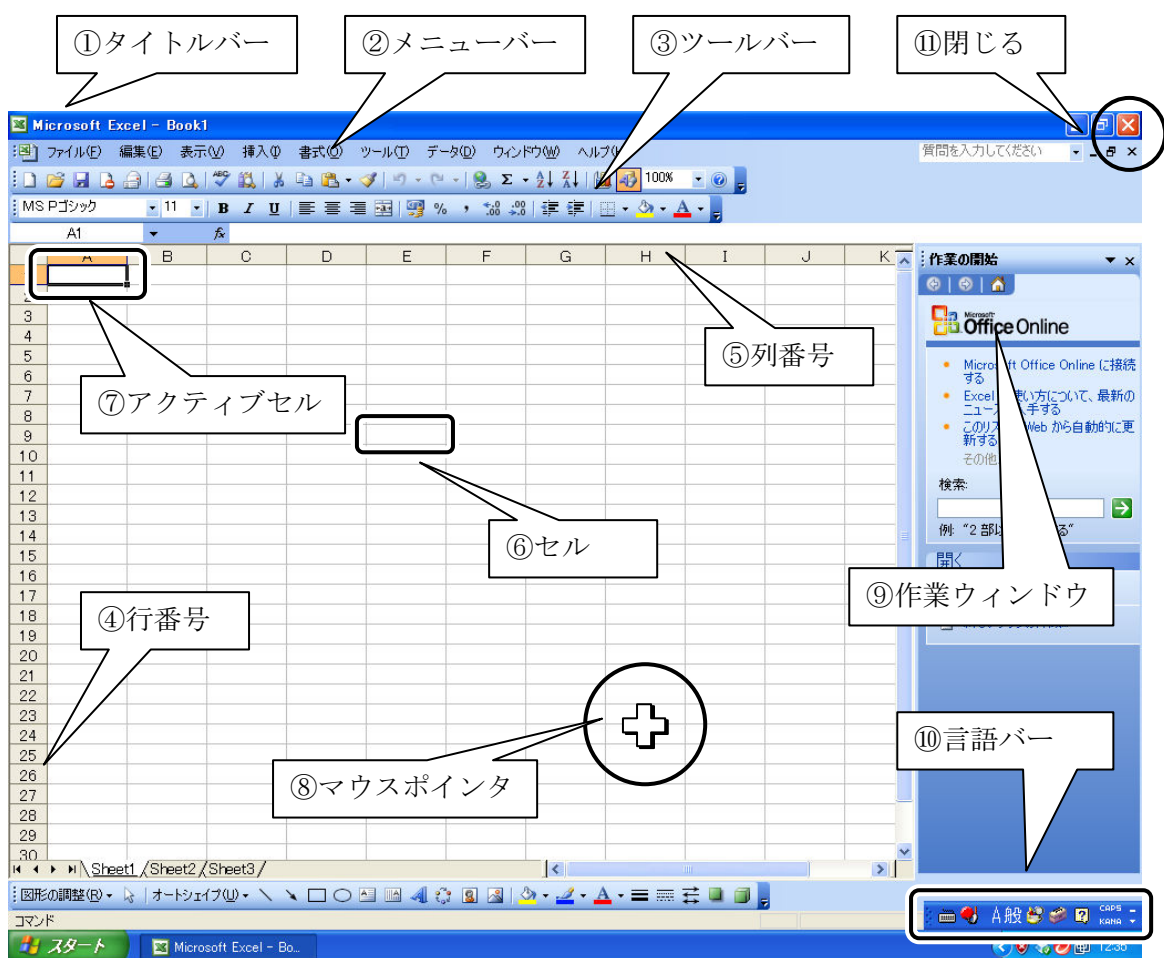 ①タイトルバー
②メニューバー
③ツールバー
⑪閉じる
Microsoft Excel - Book1
ファイル(F) 編集(E) 表示(V) 挿入(I) 書式(O) ツール(T) データ(D) ウィンドウ(W) ヘルプ(H
質問を入力してください
100%
MS Pゴシック 11 B I U % ,
A1 fx
A B C D E F G H I J K
作業の開始
Microsoft
Office Online
Microsoft Office Online に接続
する
Excel い方について、最新の
ニュース 手する
このリス Web から自動的に更
新する
その他
検索:
例: "2 部以 る"
開く
3
4
5
6
7
8
9
10
11
12
13
14
15
16
17
18
19
20
21
22
23
24
25
26
27
28
29
30
⑤列番号
⑦アクティブセル
⑥セル
⑨作業ウィンドウ
④行番号
⑩言語バー
⑧マウスポインタ
Sheet1 Sheet2 Sheet3
図形の調整(R) オートシェイプ(U)
コマンド
A 般 CAPS
KANA
スタート Microsoft Excel - Bo...
12:36